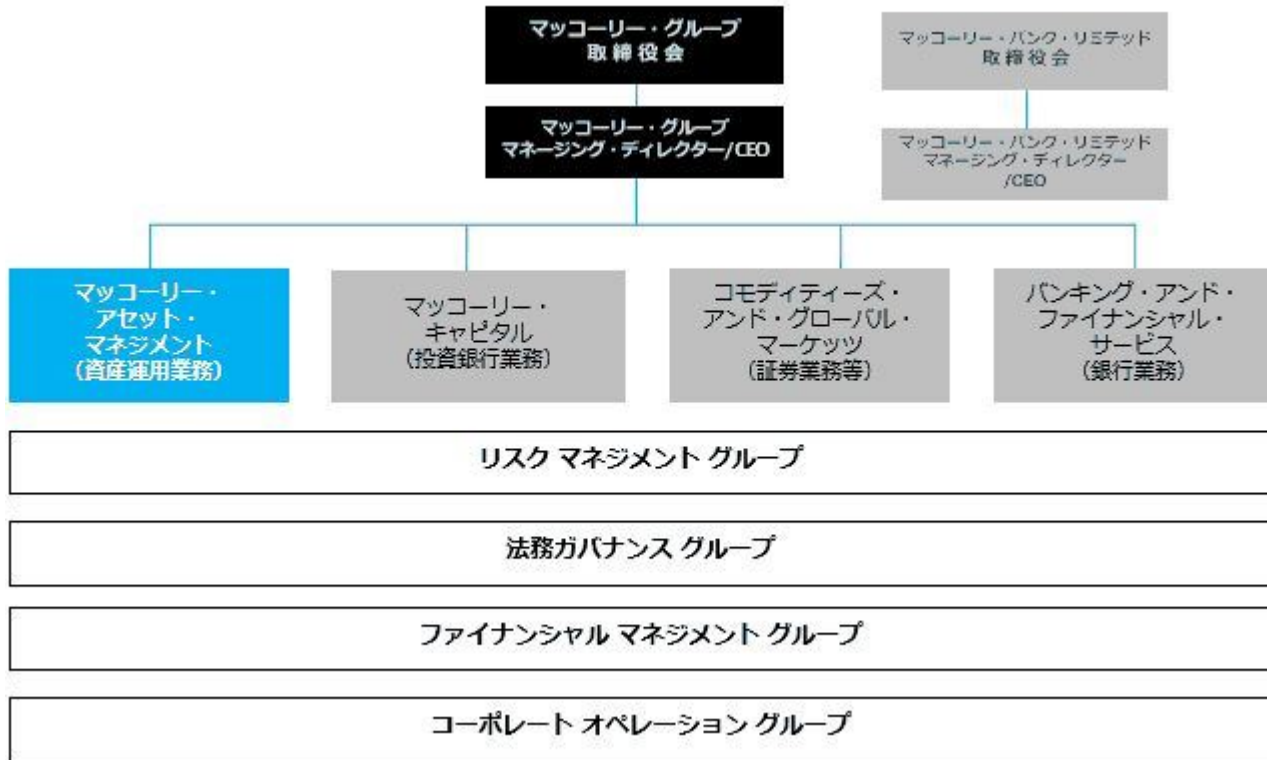 マッコーリー・グループ
取締役会
マッコーリー・グループ
マネージング・ディレクター/CEO
マッコーリー・バンク・リミテッド
取締役会
マッコーリー・バンク・リミテッド
マネージング・ディレクター
/CEO
マッコーリー・
アセット・
マネジメント
(資産運用業務)
マッコーリー・
キャピタル
(投資銀行業務)
コモディティーズ・
アンド・グローバル・
マーケッツ
(証券業務等)
バンキング・アンド・
ファイナンシャル・
サービス
(銀行業務)
リスク マネジメント グループ
法務ガバナンス グループ
ファイナンシャル マネジメント グループ
コーポレート オペレーション グループ